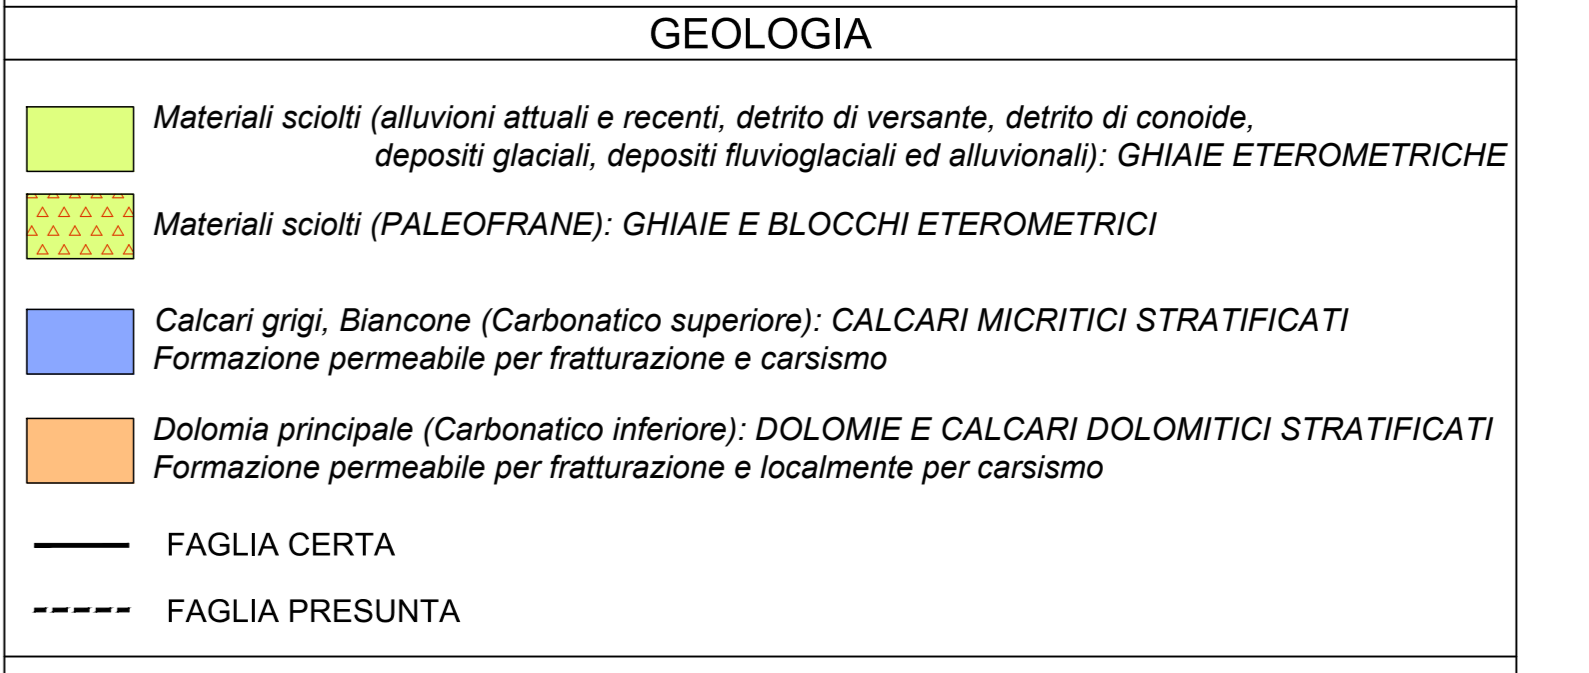 GEOLOGIA
Materiali sciolti (alluvioni attuali e recenti, detrito di versante, detrito di conoide,
depositi glaciali, depositi fluvioglaciali ed alluvionali): GHIAIE ETEROMETRICHE
Materiali sciolti (PALEOFRANE): GHIAIE E BLOCCHI ETEROMETRICI
Calcari grigi, Biancone (Carbonatico superiore): CALCARI MICRITICI STRATIFICATI
Formazione permeabile per fratturazione e carsismo
Dolomia principale (Carbonatico inferiore): DOLOMIE E CALCARI DOLOMITICI STRATIFICATI
Formazione permeabile per fratturazione e localmente per carsismo
FAGLIA CERTA
FAGLIA PRESUNTA